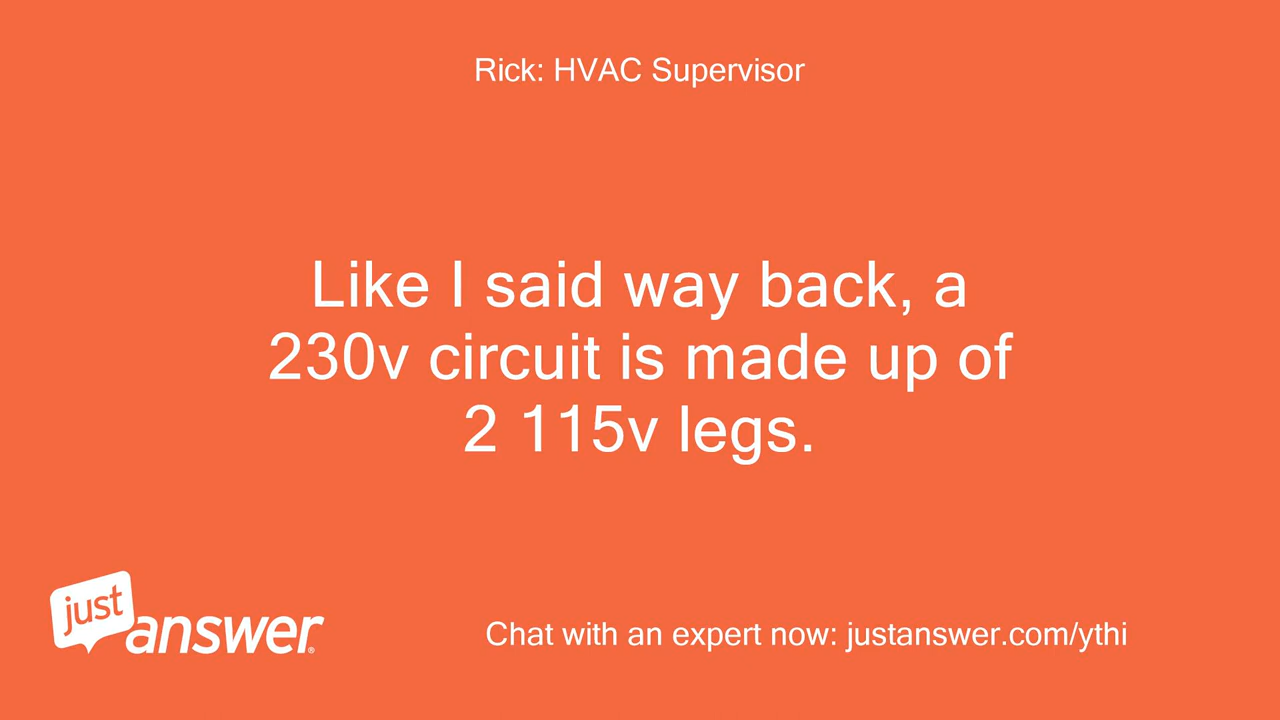 Rick: HVAC Supervisor
Like I said way back, a
230v circuit is made up of
2 115v legs.
just
answer®
Chat with an expert now: justanswer.com/ythi